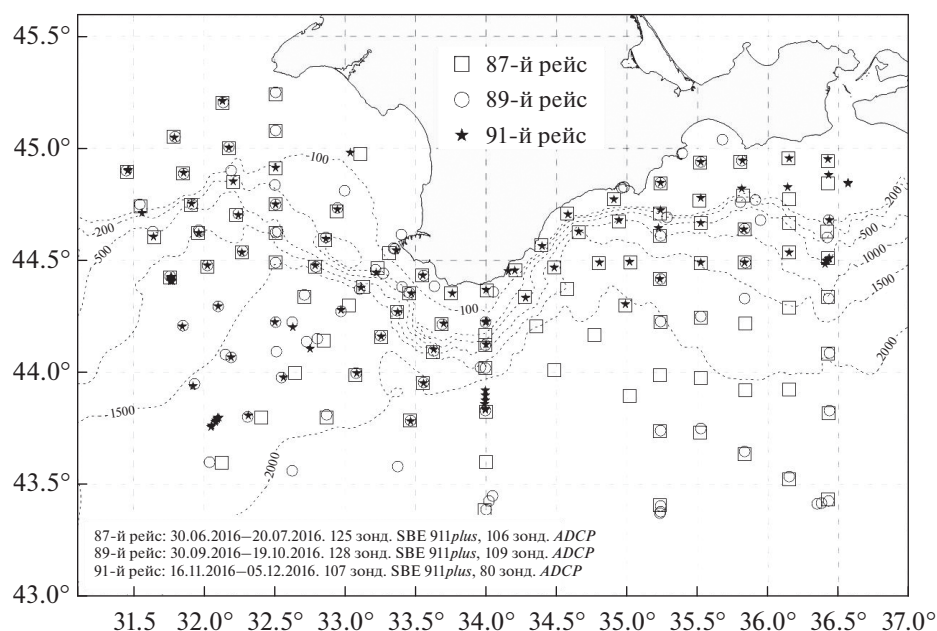 45.5°
45.0°
44.5°
44.0°
43.5°
43.0°
87-й рейс
89-й рейс
91-й рейс
-100
-200
-500
-100
-200
-500
-1000
-1500
-2000
-1500
-2000
87-й рейс: 30.06.2016–20.07.2016. 125 зонд. SBE 911plus, 106 зонд. ADCP
89-й рейс: 30.09.2016–19.10.2016. 128 зонд. SBE 911plus, 109 зонд. ADCP
91-й рейс: 16.11.2016–05.12.2016. 107 зонд. SBE 911plus, 80 зонд. ADCP
31.5° 32.0° 32.5° 33.0° 33.5° 34.0° 34.5° 35.0° 35.5° 36.0° 36.5° 37.0°